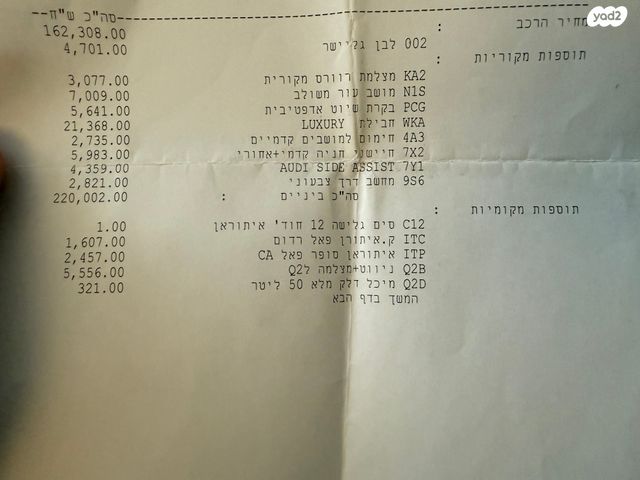 yad2
סה"כ ש"ח--
מחיר הרכב : 162,308.00
002 לבן גליישר 4,701.00
תוספות מקוריות :
KA2 מצלמת רוורס מקורית 3,077.00
N1S מושב עור משולב 7,009.00
PCG בקרת שיוט אדפטיבית 5,641.00
WKA חבילת LUXURY 21,368.00
4A3 חימום למושבים קדמיים 2,735.00
7X2 חיישני חניה קדמי+אחורי 5,983.00
7Y1 AUDI SIDE ASSIST 4,359.00
9S6 מחשב דרך צבעוני 2,821.00
סה"כ ביניים : 220,002.00
תוספות מקומיות :
C12 סים גלישה 12 חוד' איתוראן 1.00
ITC ק.איתורן פאל רדום 1,607.00
ITP איתוראן סופר פאל CA 2,457.00
Q2B ניווט+מצלמה לQ2 5,556.00
Q2D מיכל דלק מלא 50 ליטר 321.00
המשך בדף הבא